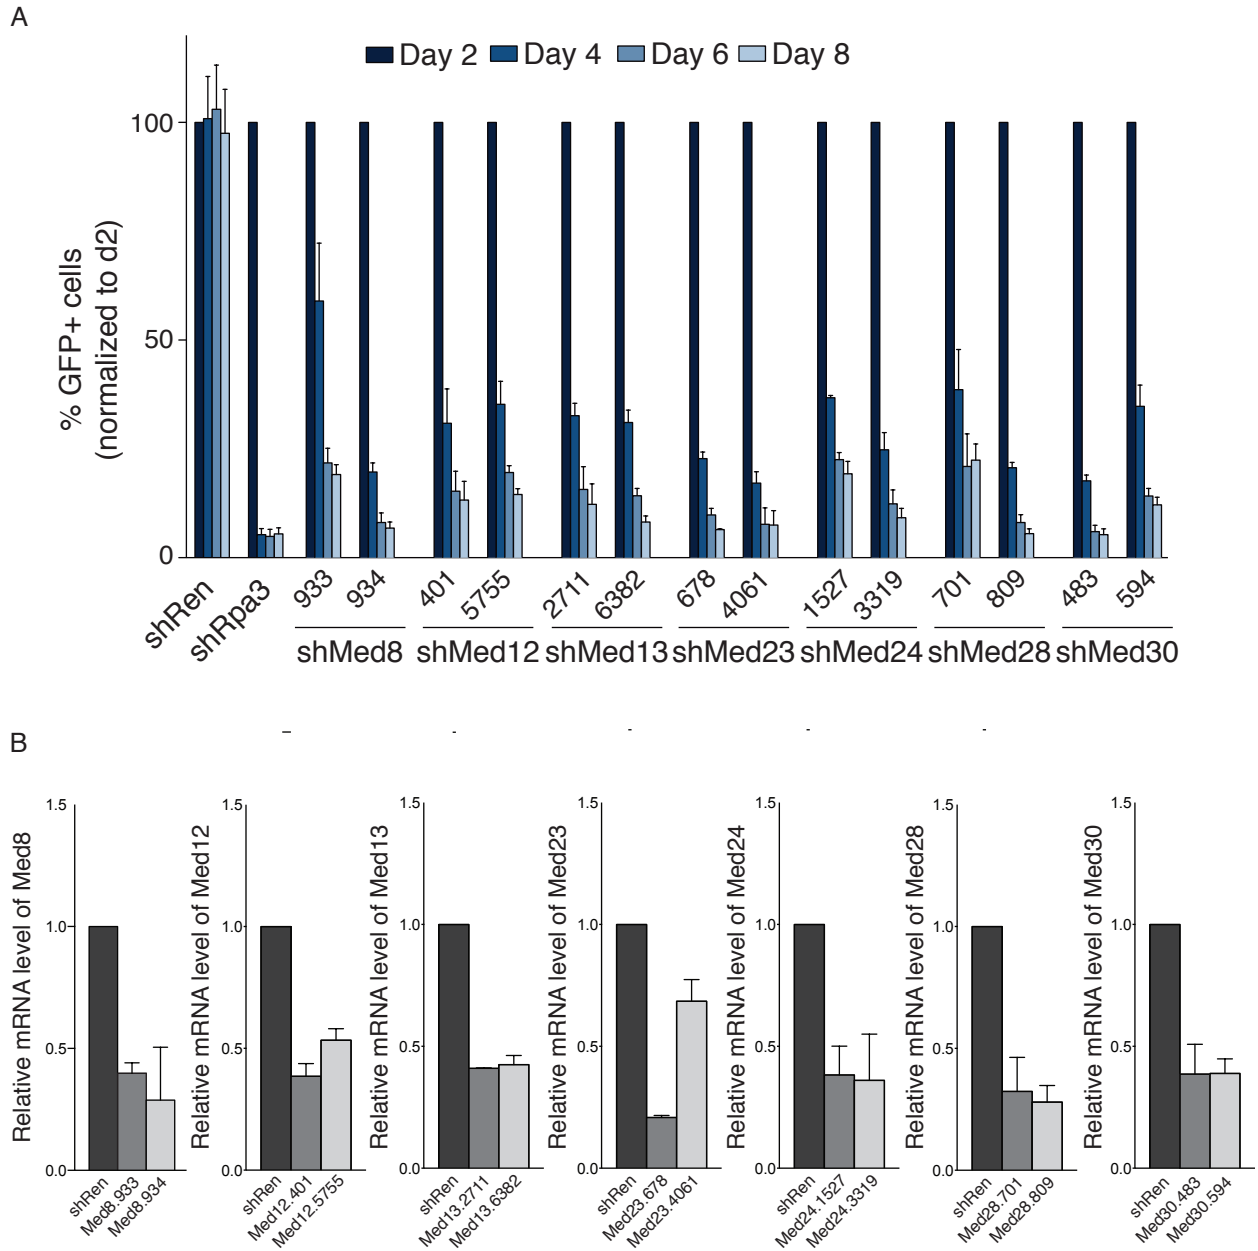 A
Day 2 Day 4 Day 6 Day 8
% GFP+ cells
(normalized to d2)
100
50
0
shRen shRpa3 933 934 401 5755 2711 6382 678 4061 1527 3319 701 809 483 594
shMed8 shMed12 shMed13 shMed23 shMed24 shMed28 shMed30
B
Relative mRNA level of Med8
1.5
1.0
0.5
0.0
shRen Med8.933 Med8.934
Relative mRNA level of Med12
1.5
1.0
0.5
0.0
shRen Med12.401 Med12.5755
Relative mRNA level of Med13
1.5
1.0
0.5
0.0
shRen Med13.2711 Med13.6382
Relative mRNA level of Med23
1.5
1.0
0.5
0.0
shRen Med23.678 Med23.4061
Relative mRNA level of Med24
1.5
1.0
0.5
0.0
shRen Med24.1527 Med24.3319
Relative mRNA level of Med28
1.5
1.0
0.5
0.0
shRen Med28.701 Med28.809
Relative mRNA level of Med30
1.5
1.0
0.5
0.0
shRen Med30.483 Med30.594